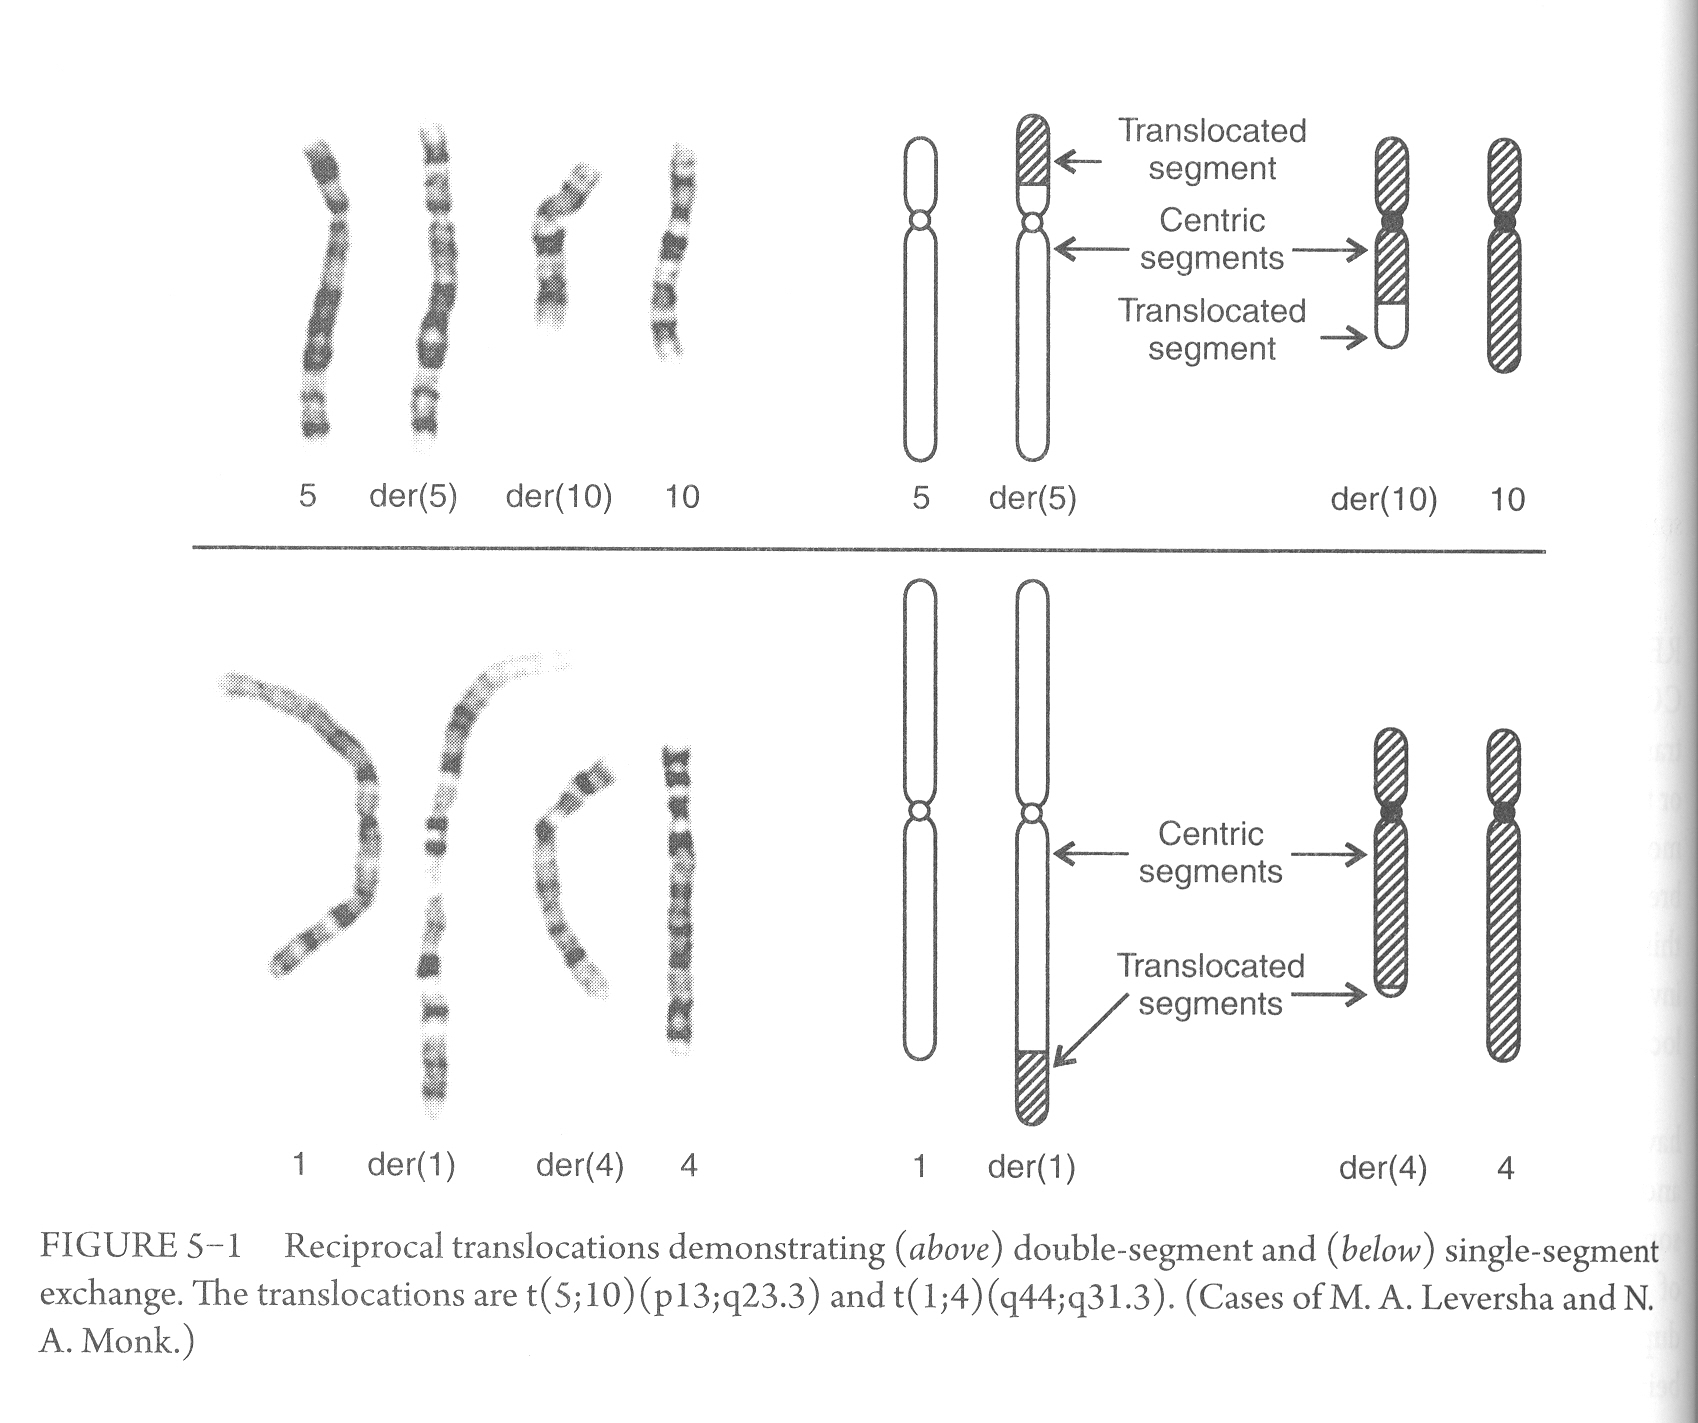 Translocated
segment
Centric
segments
Translocated
segment
5 der(5) der(10) 10 5 der(5) der(10) 10
Centric
segments
Translocated
segments
1 der(1) der(4) 4 1 der(1) der(4) 4
FIGURE 5–1 Reciprocal translocations demonstrating (above) double-segment and (below) single-segment
exchange. The translocations are t(5;10)(p13;q23.3) and t(1;4)(q44;q31.3). (Cases of M. A. Leversha and N.
A. Monk.)